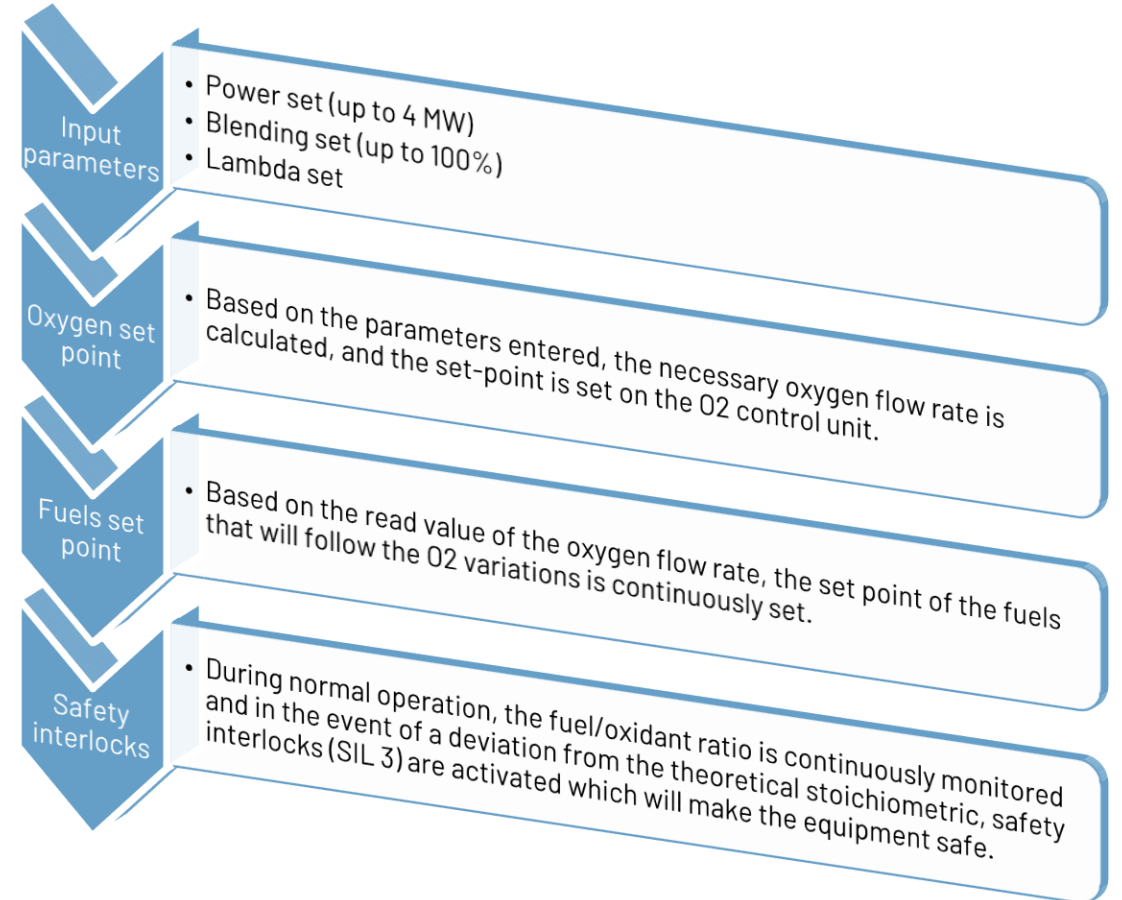 Input
parameters
• Power set (up to 4 MW)
• Blending set (up to 100%)
• Lambda set
Oxygen set
point
• Based on the parameters entered, the necessary oxygen flow rate is
calculated, and the set-point is set on the O2 control unit.
Fuels set
point
• Based on the read value of the oxygen flow rate, the set point of the fuels
that will follow the O2 variations is continuously set.
Safety
interlocks
• During normal operation, the fuel/oxidant ratio is continuously monitored
and in the event of a deviation from the theoretical stoichiometric, safety
interlocks (SIL 3) are activated which will make the equipment safe.